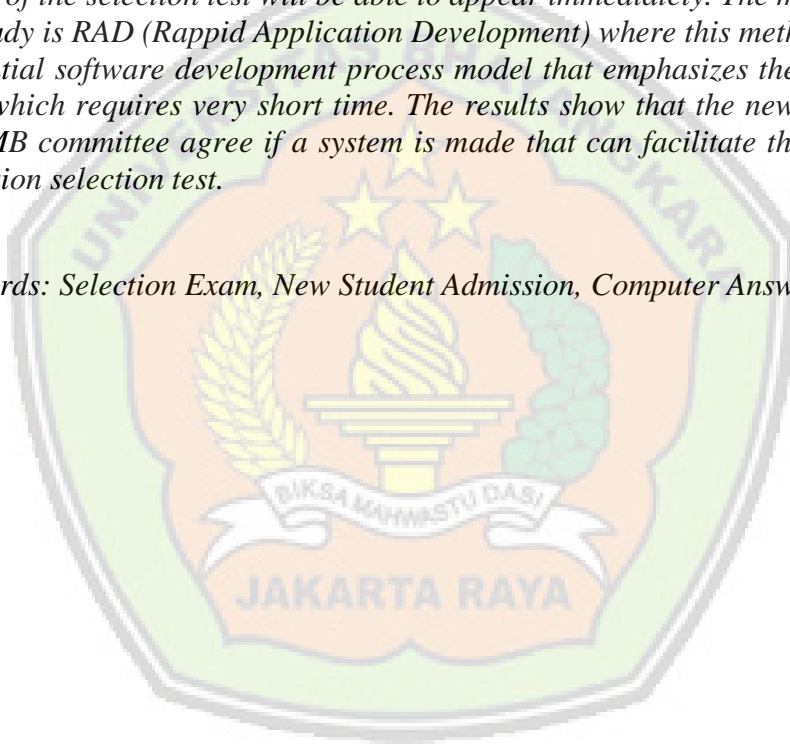 of the selection test will be able to appear immediately. The m
udy is RAD (Rappid Application Development) where this meth
tial software development process model that emphasizes the
which requires very short time. The results show that the new
MB committee agree if a system is made that can facilitate th
ion selection test.
rds: Selection Exam, New Student Admission, Computer Answ
UNIVERSITAS BHAYANGKARA
BIKSA MAHWASTU DASI
JAKARTA RAYA